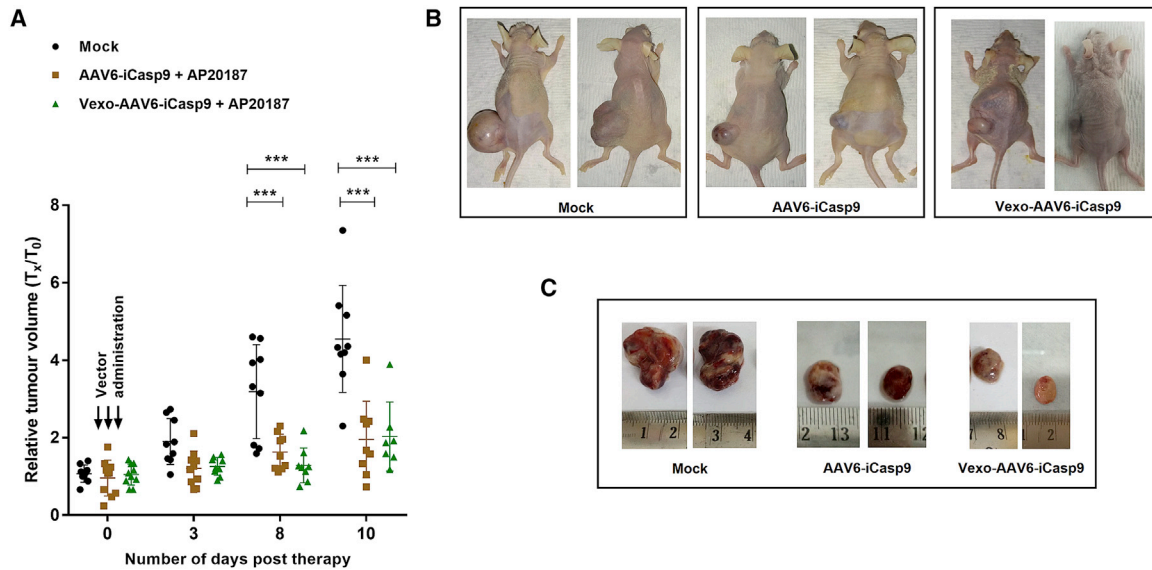 A
Mock
AAV6-iCasp9 + AP20187
Vexo-AAV6-iCasp9 + AP20187
*** ***
*** ***
Relative tumour volume (Tx/T0)
8
6
4
2
0
Vector
administration
0 3 8 10
Number of days post therapy
B
Mock
AAV6-iCasp9
Vexo-AAV6-iCasp9
C
1 2
3 4
2 13
11 12
7 8
1 2
Mock
AAV6-iCasp9
Vexo-AAV6-iCasp9